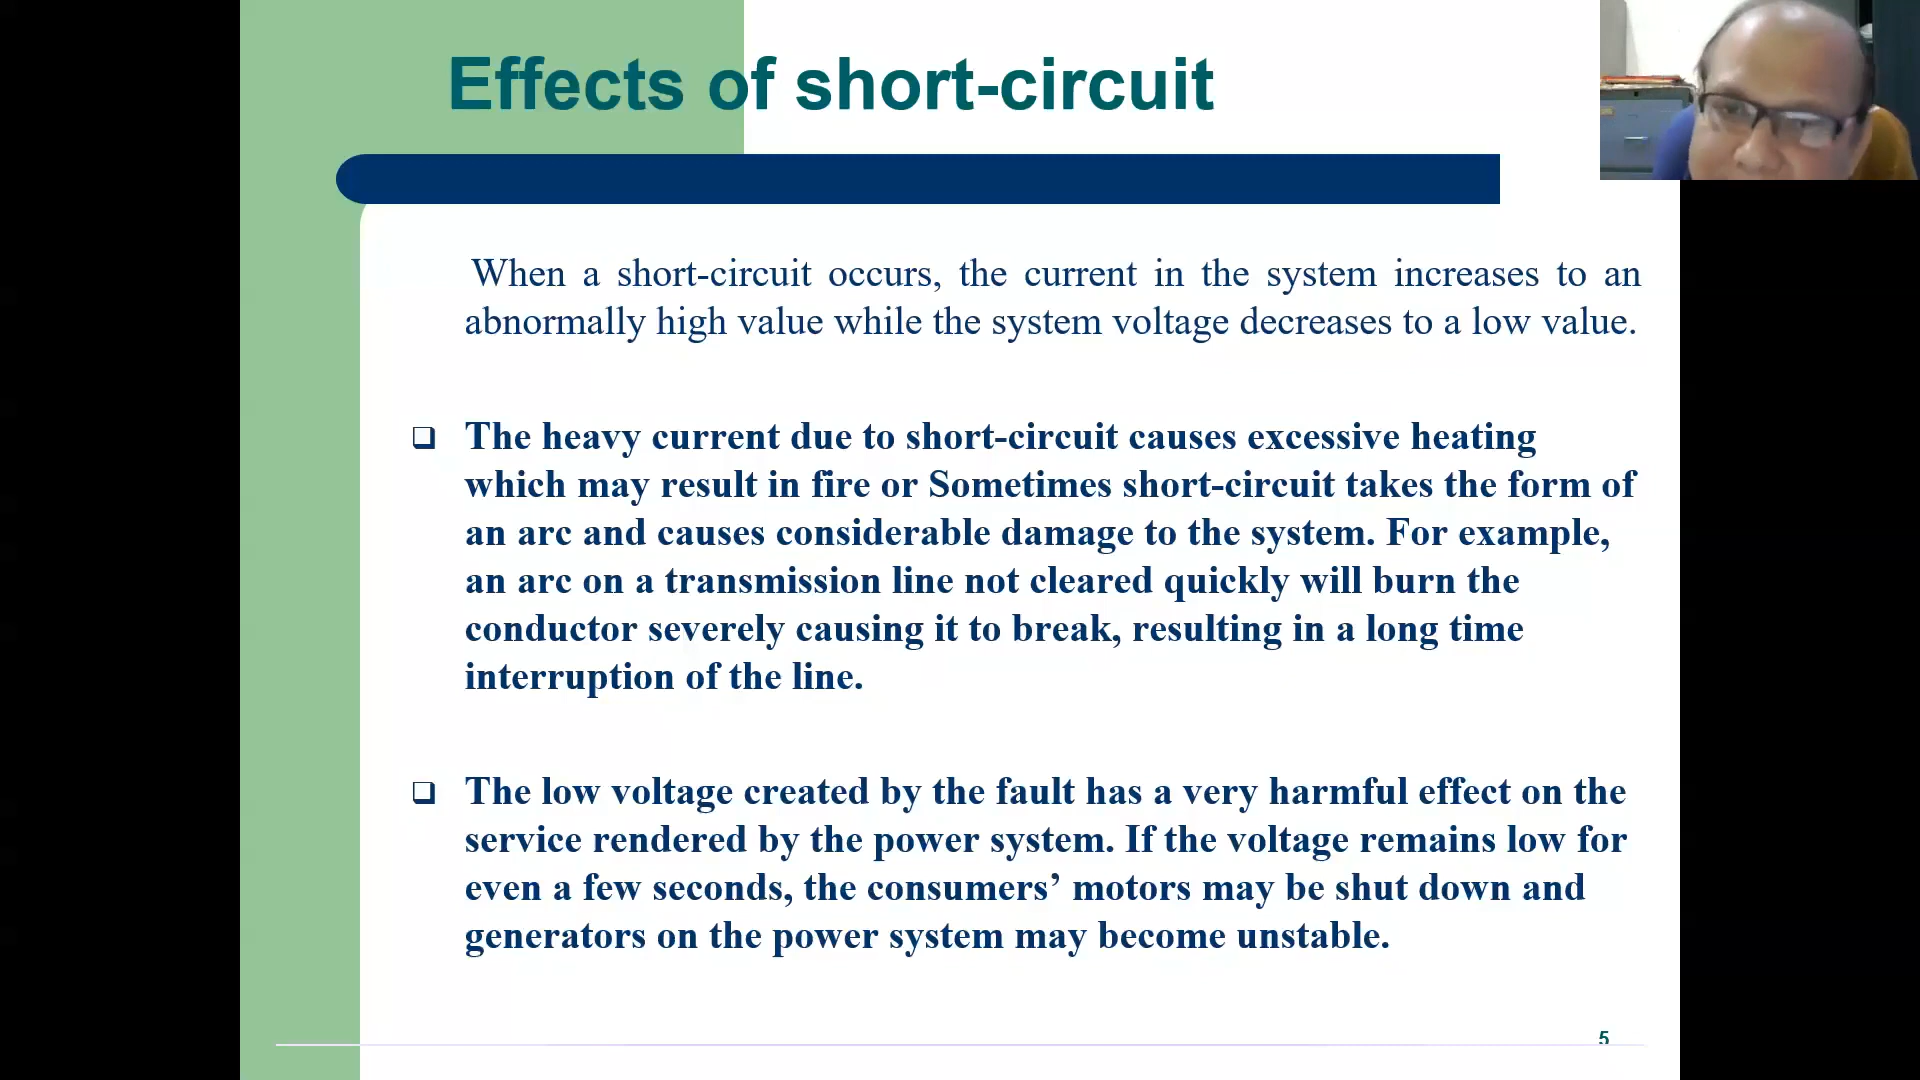 Effects of short-circuit
When a short-circuit occurs, the current in the system increases to an
abnormally high value while the system voltage decreases to a low value.
❑ The heavy current due to short-circuit causes excessive heating
which may result in fire or Sometimes short-circuit takes the form of
an arc and causes considerable damage to the system. For example,
an arc on a transmission line not cleared quickly will burn the
conductor severely causing it to break, resulting in a long time
interruption of the line.
❑ The low voltage created by the fault has a very harmful effect on the
service rendered by the power system. If the voltage remains low for
even a few seconds, the consumers’ motors may be shut down and
generators on the power system may become unstable.
5